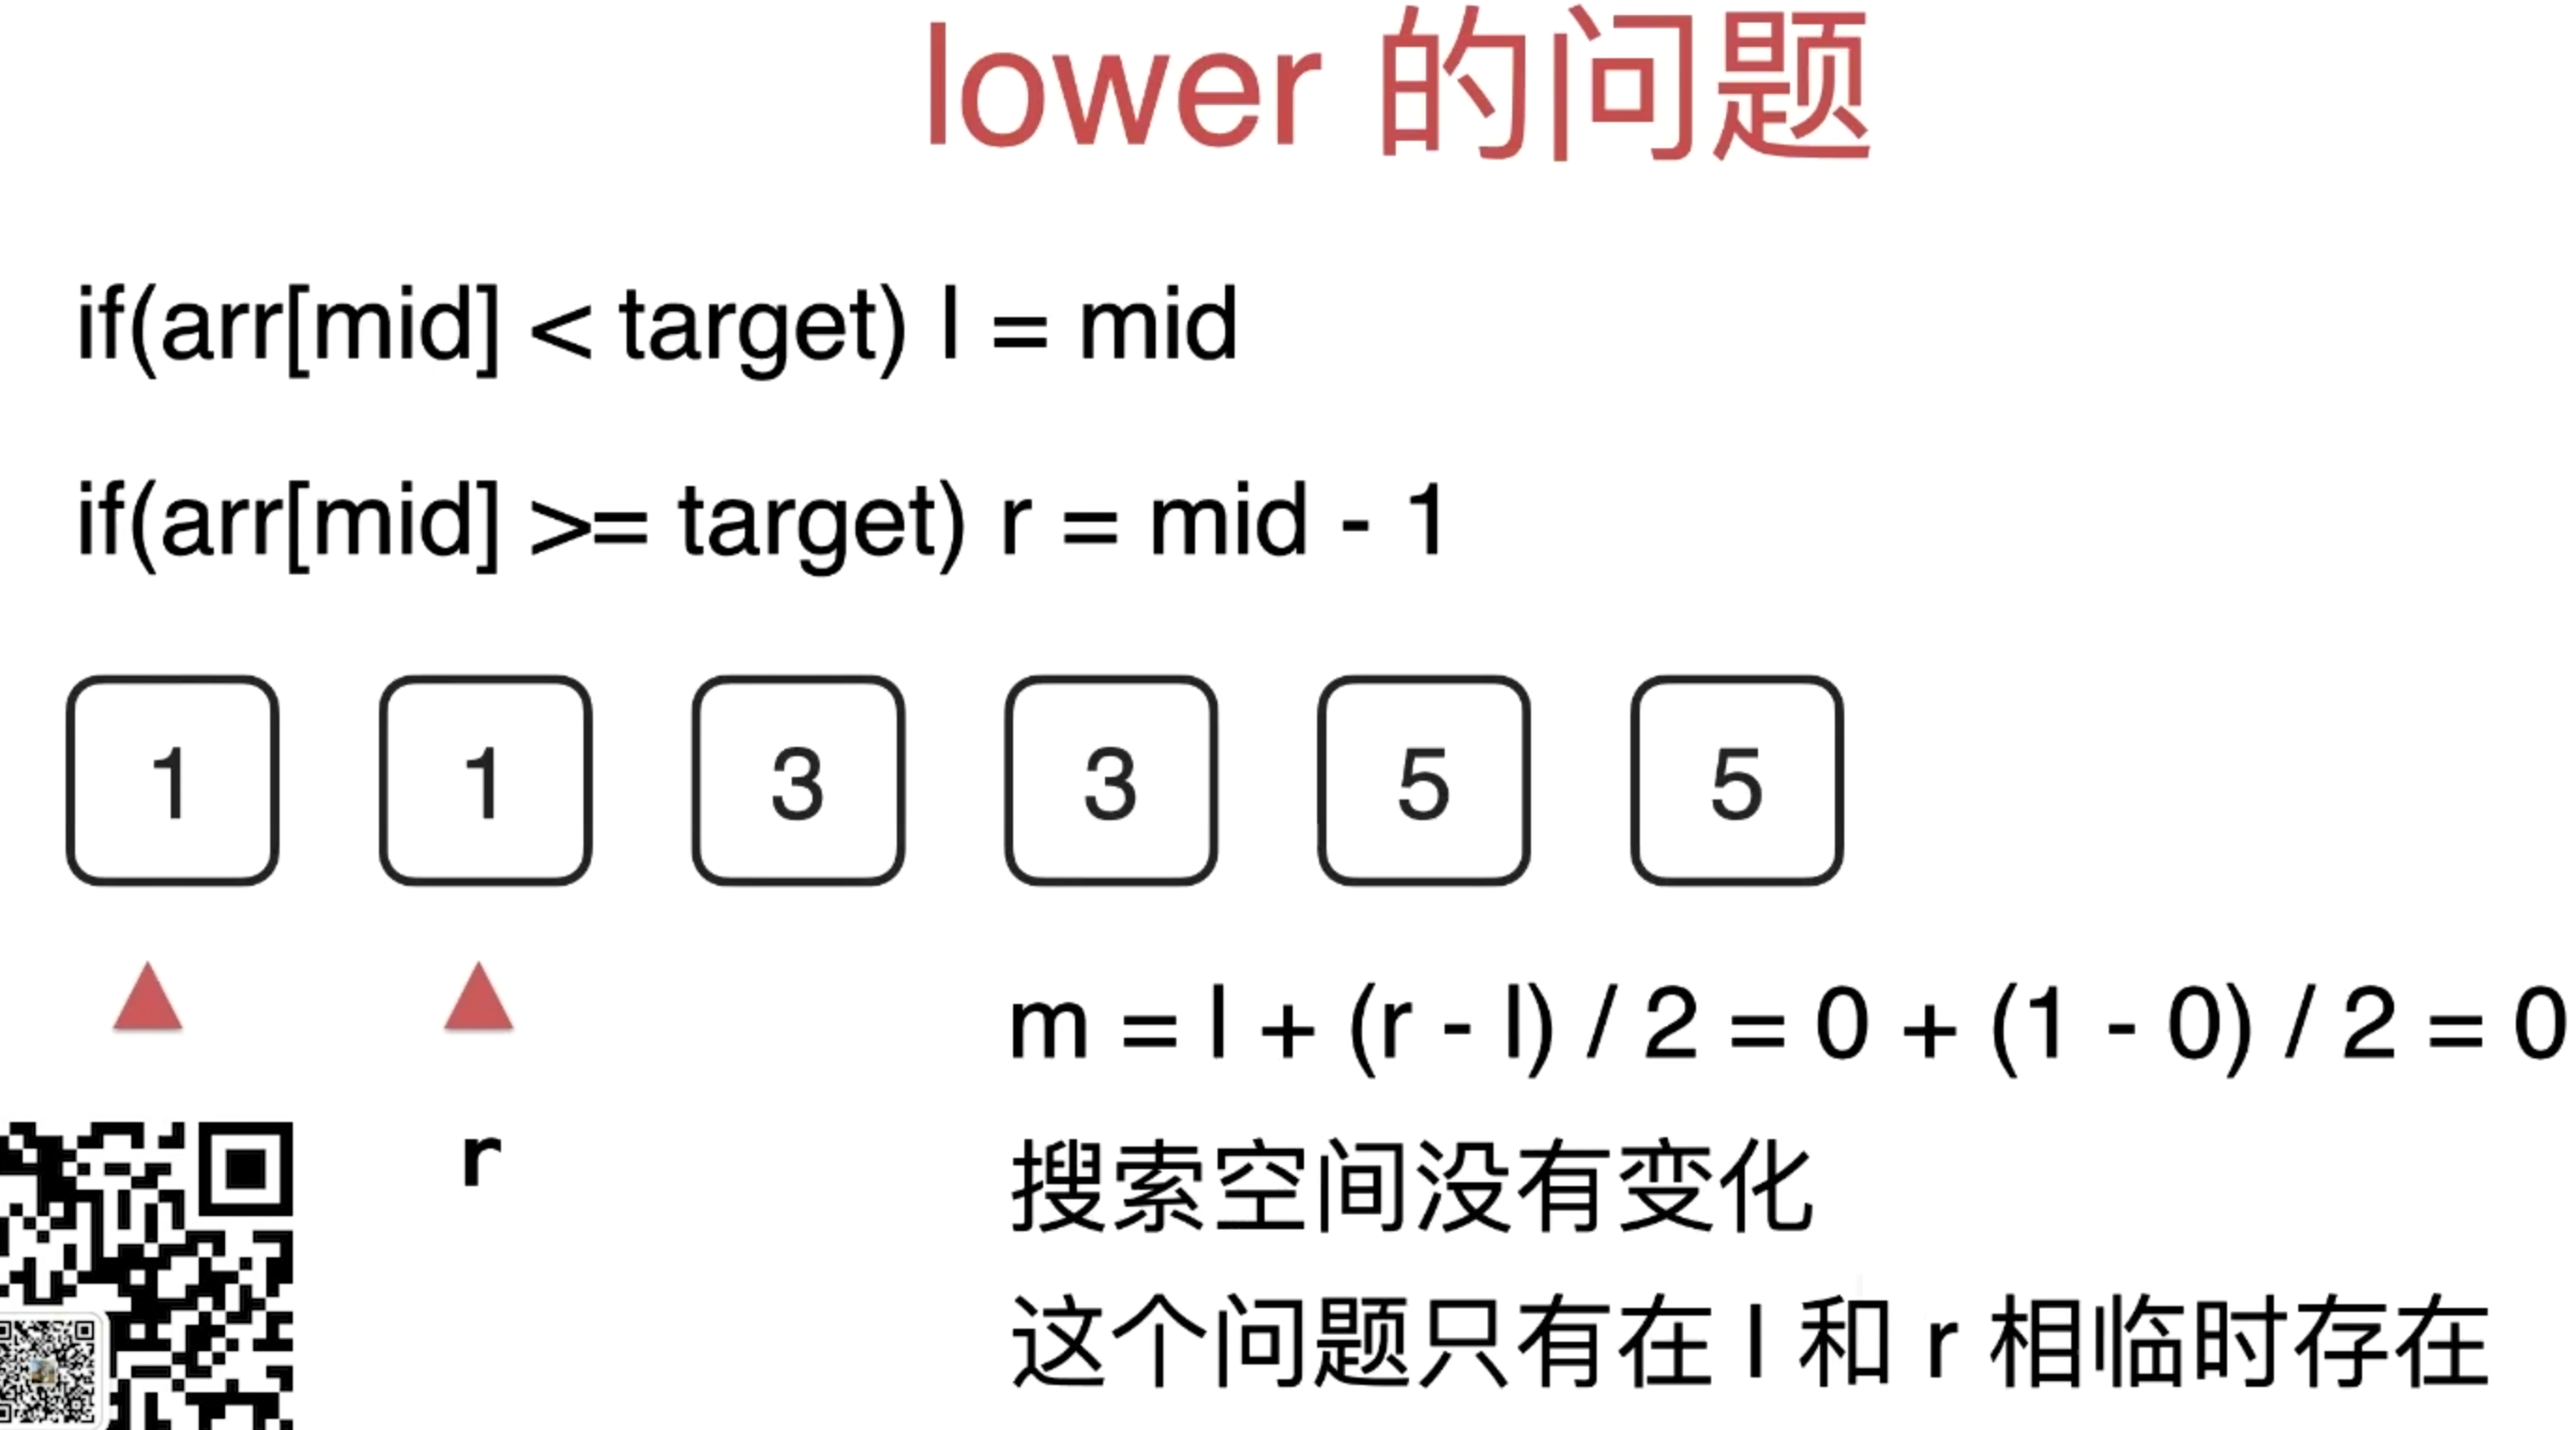 lower 的问题
if(arr[mid] < target) l = mid
if(arr[mid] >= target) r = mid - 1
1 1 3 3 5 5
m = l + (r - l) / 2 = 0 + (1 - 0) / 2 = 0
r
搜索空间没有变化
这个问题只有在 l 和 r 相临时存在